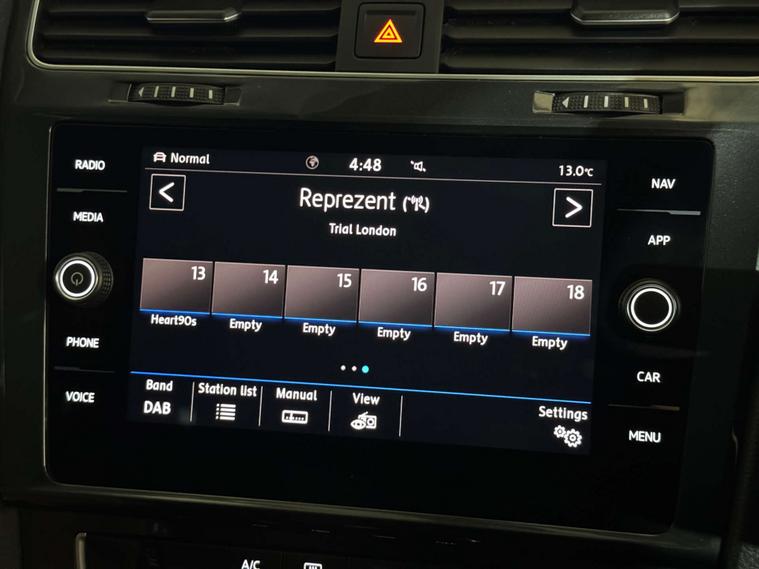 RADIO
MEDIA
PHONE
VOICE
Normal
4:48
13.0°C
Reprezent
Trial London
13
14
15
16
17
18
Heart90s
Empty
Empty
Empty
Empty
Empty
Band
DAB
Station list
Manual
View
Settings
NAV
APP
CAR
MENU
A/C